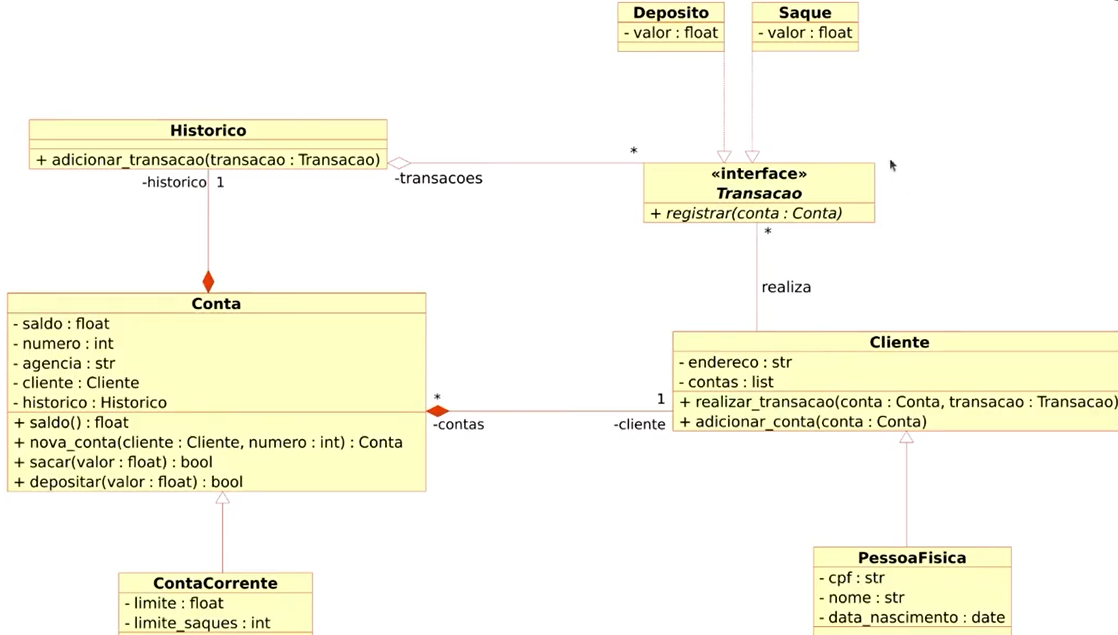 Deposito
- valor : float
Saque
- valor : float
Historico
+ adicionar_transacao(transacao : Transacao)
-historico 1
-transacoes
*
«interface»
Transacao
+ registrar(conta : Conta)
*
realiza
Conta
- saldo : float
- numero : int
- agencia : str
- cliente : Cliente
- historico : Historico
+ saldo() : float
+ nova_conta(cliente : Cliente, numero : int) : Conta
+ sacar(valor : float) : bool
+ depositar(valor : float) : bool
*
-contas
1
-cliente
Cliente
- endereco : str
- contas : list
+ realizar_transacao(conta : Conta, transacao : Transacao)
+ adicionar_conta(conta : Conta)
ContaCorrente
- limite : float
- limite_saques : int
PessoaFisica
- cpf : str
- nome : str
- data_nascimento : date